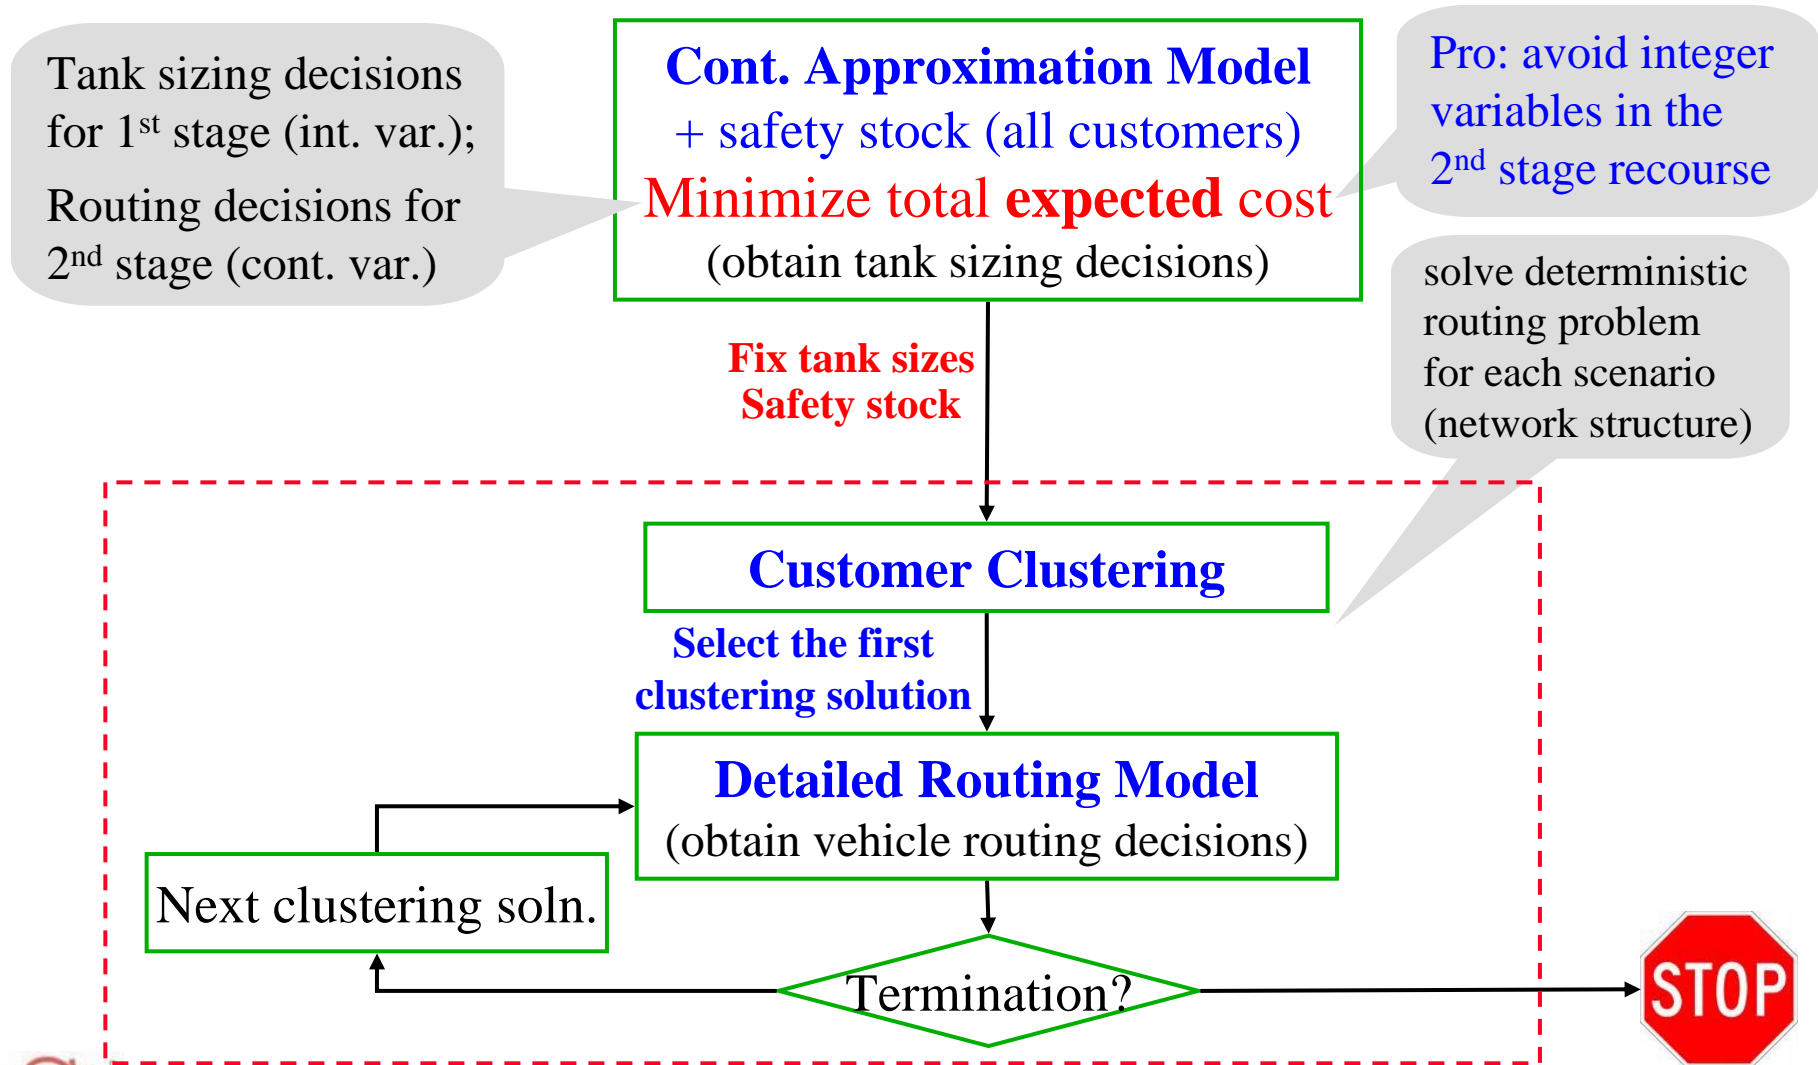 Tank sizing decisions
for 1st stage (int. var.);
Routing decisions for
2nd stage (cont. var.)
Cont. Approximation Model
+ safety stock (all customers)
Minimize total expected cost
(obtain tank sizing decisions)
Pro: avoid integer
variables in the
2nd stage recourse
solve deterministic
routing problem
for each scenario
(network structure)
Fix tank sizes
Safety stock
Customer Clustering
Select the first
clustering solution
Detailed Routing Model
(obtain vehicle routing decisions)
Next clustering soln.
Termination?
STOP